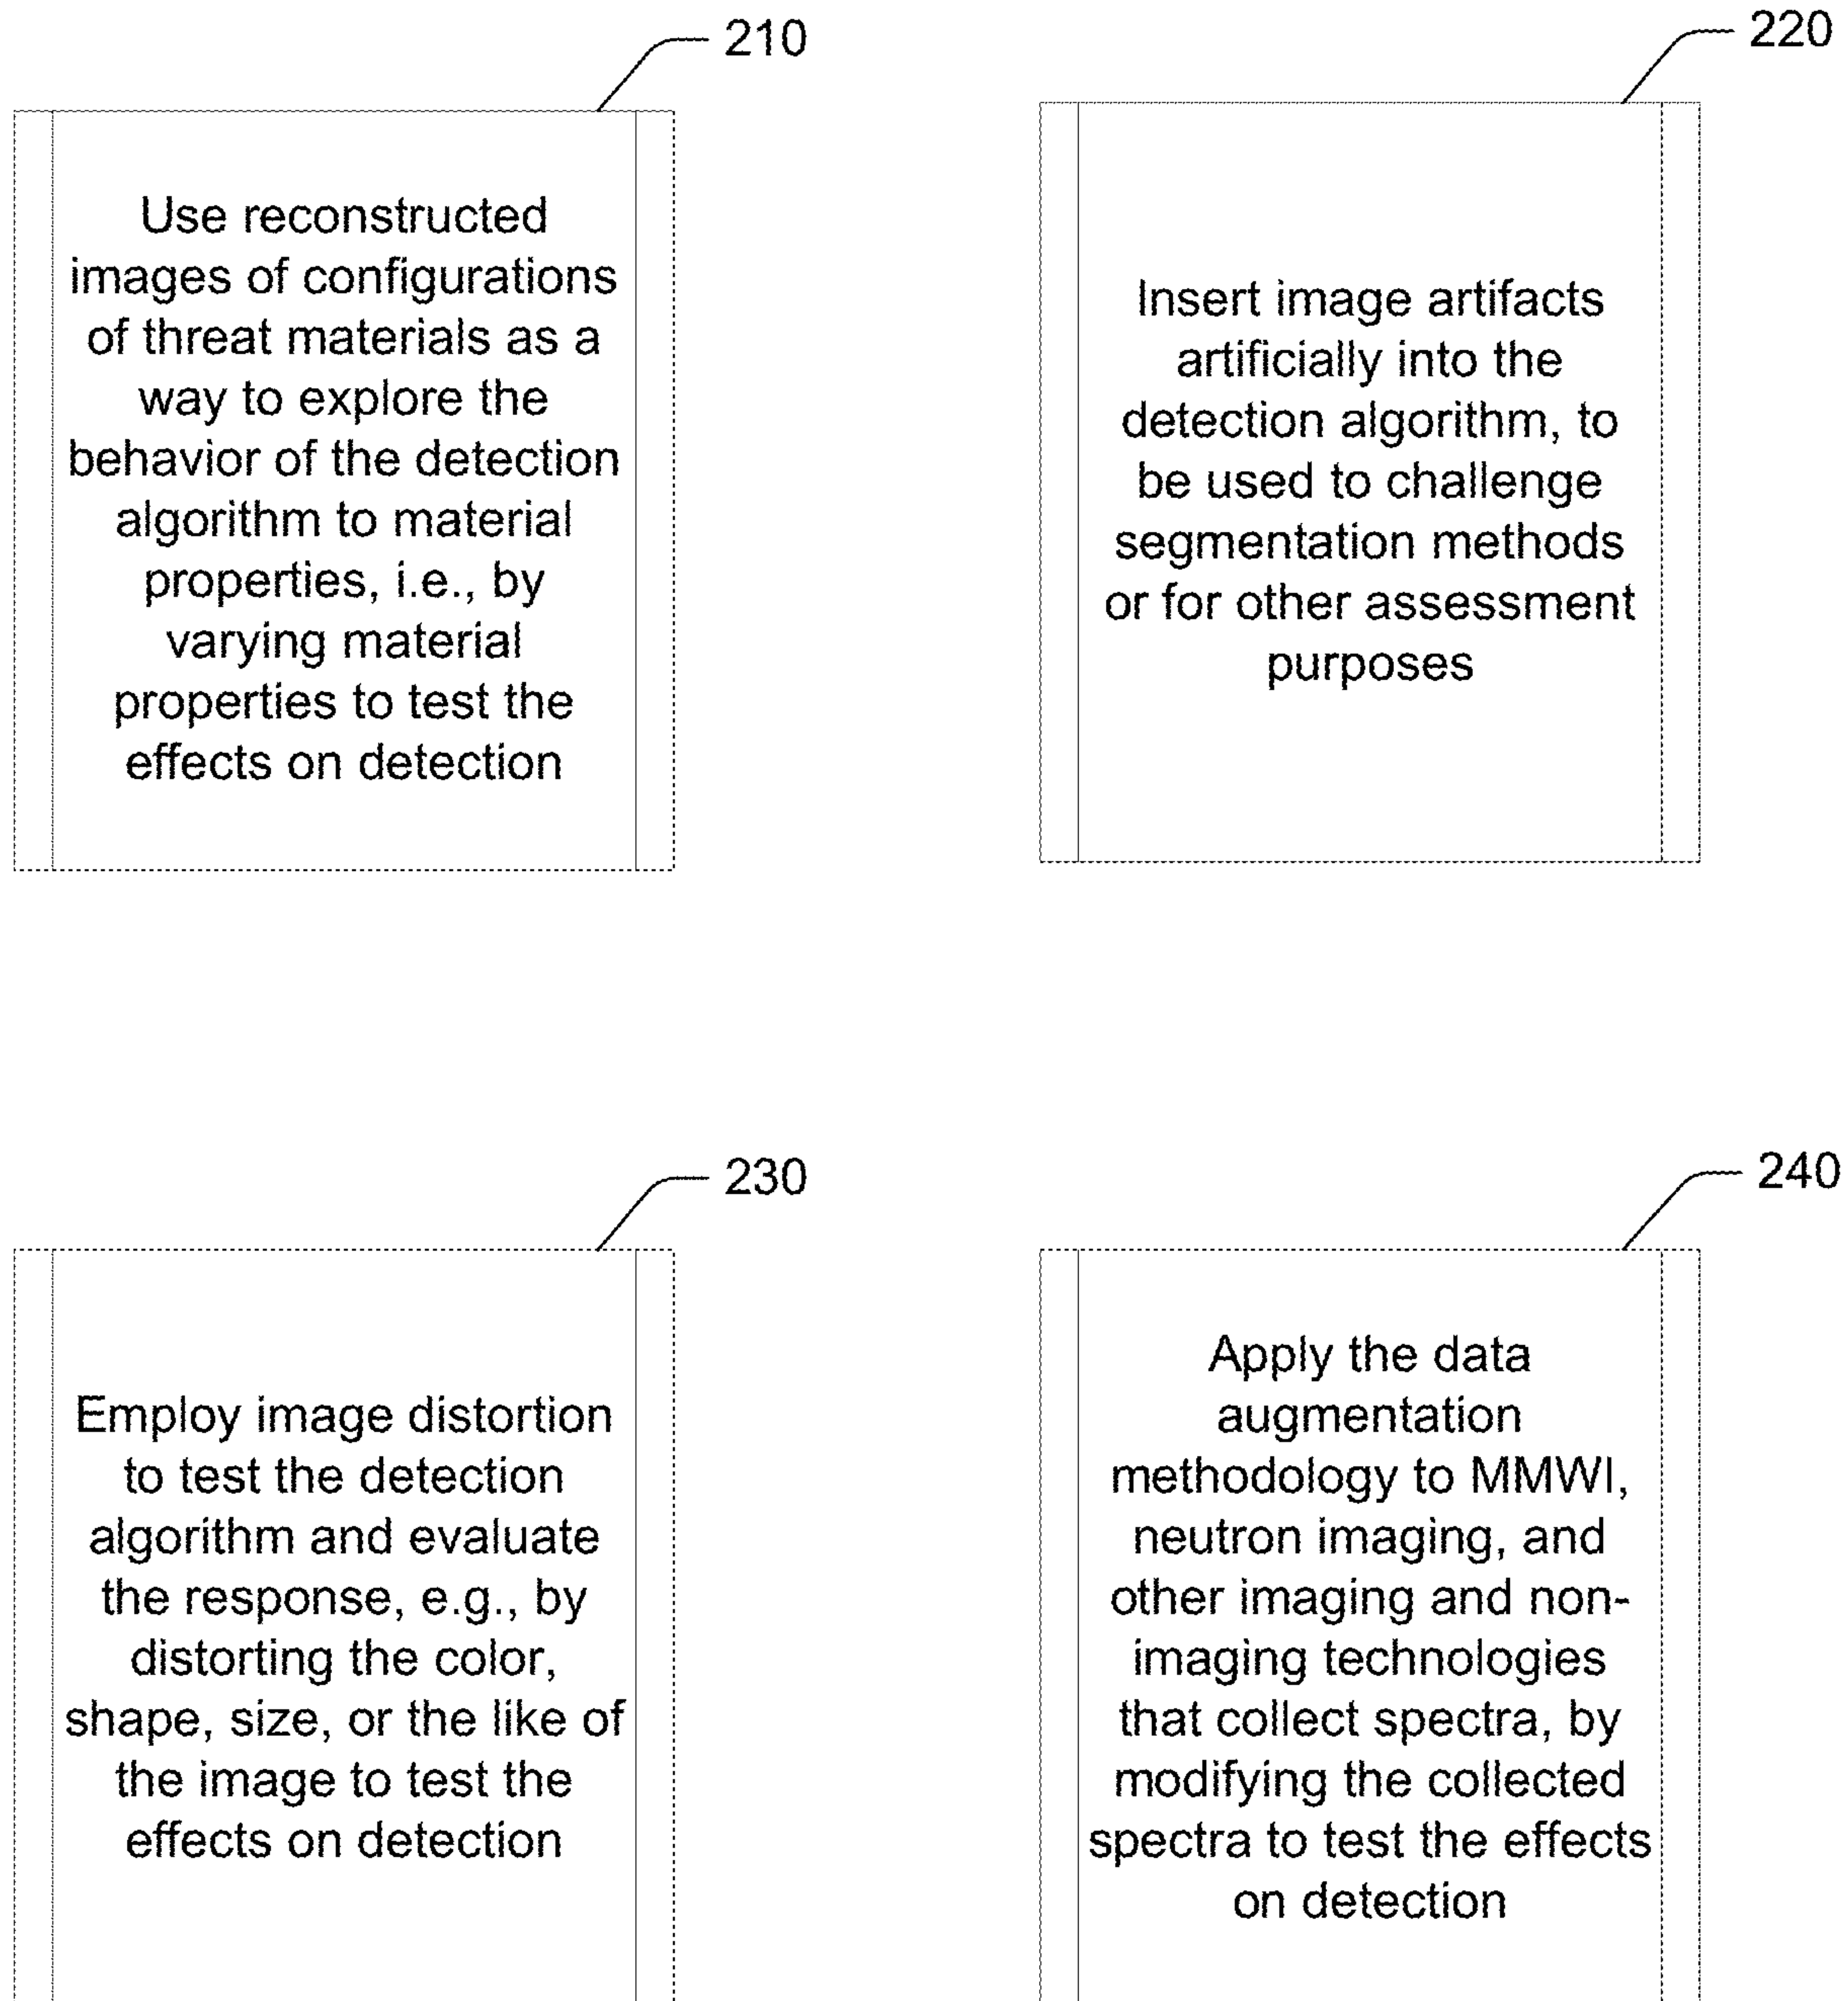 210
Use reconstructed
images of configurations
of threat materials as a
way to explore the
behavior of the detection
algorithm to material
properties, i.e., by
varying material
properties to test the
effects on detection
220
Insert image artifacts
artificially into the
detection algorithm, to
be used to challenge
segmentation methods
or for other assessment
purposes
230
Employ image distortion
to test the detection
algorithm and evaluate
the response, e.g., by
distorting the color,
shape, size, or the like of
the image to test the
effects on detection
240
Apply the data
augmentation
methodology to MMWI,
neutron imaging, and
other imaging and non-
imaging technologies
that collect spectra, by
modifying the collected
spectra to test the effects
on detection